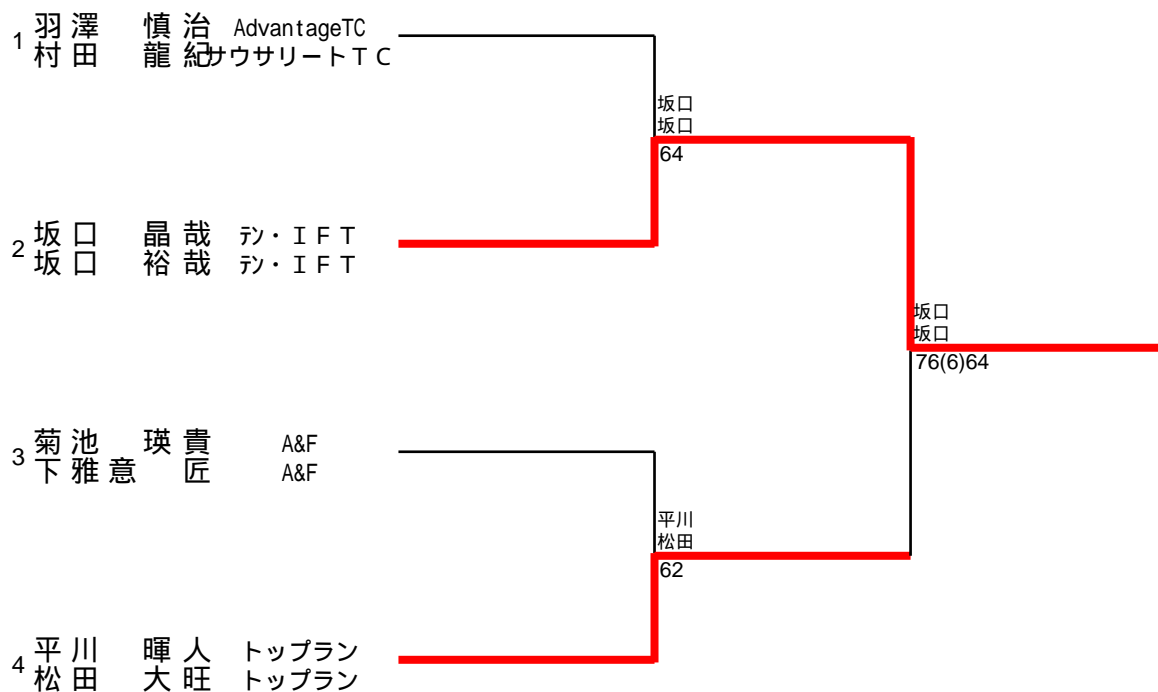 1 羽澤 慎治 AdvantageTC
村田 龍紀 サウサリートTC
坂口
坂口
64
2 坂口 晶哉 テン・IFT
坂口 裕哉 テン・IFT
坂口
坂口
76(6)64
3 菊池 瑛貴 A&F
下雅意 匠 A&F
平川
松田
62
4 平川 暉人 トップラン
松田 大旺 トップラン